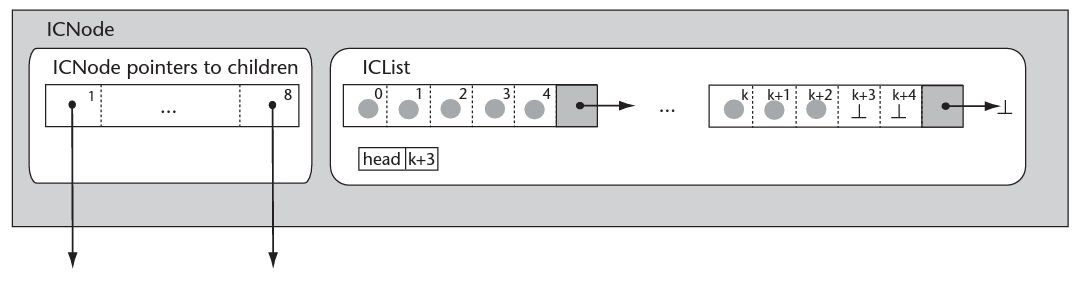 ICNode
ICNode pointers to children
1 ... 8
ICList
0 1 2 3 4 ... k k+1 k+2 k+3 k+4
⊥ ⊥ ⊥
head k+3